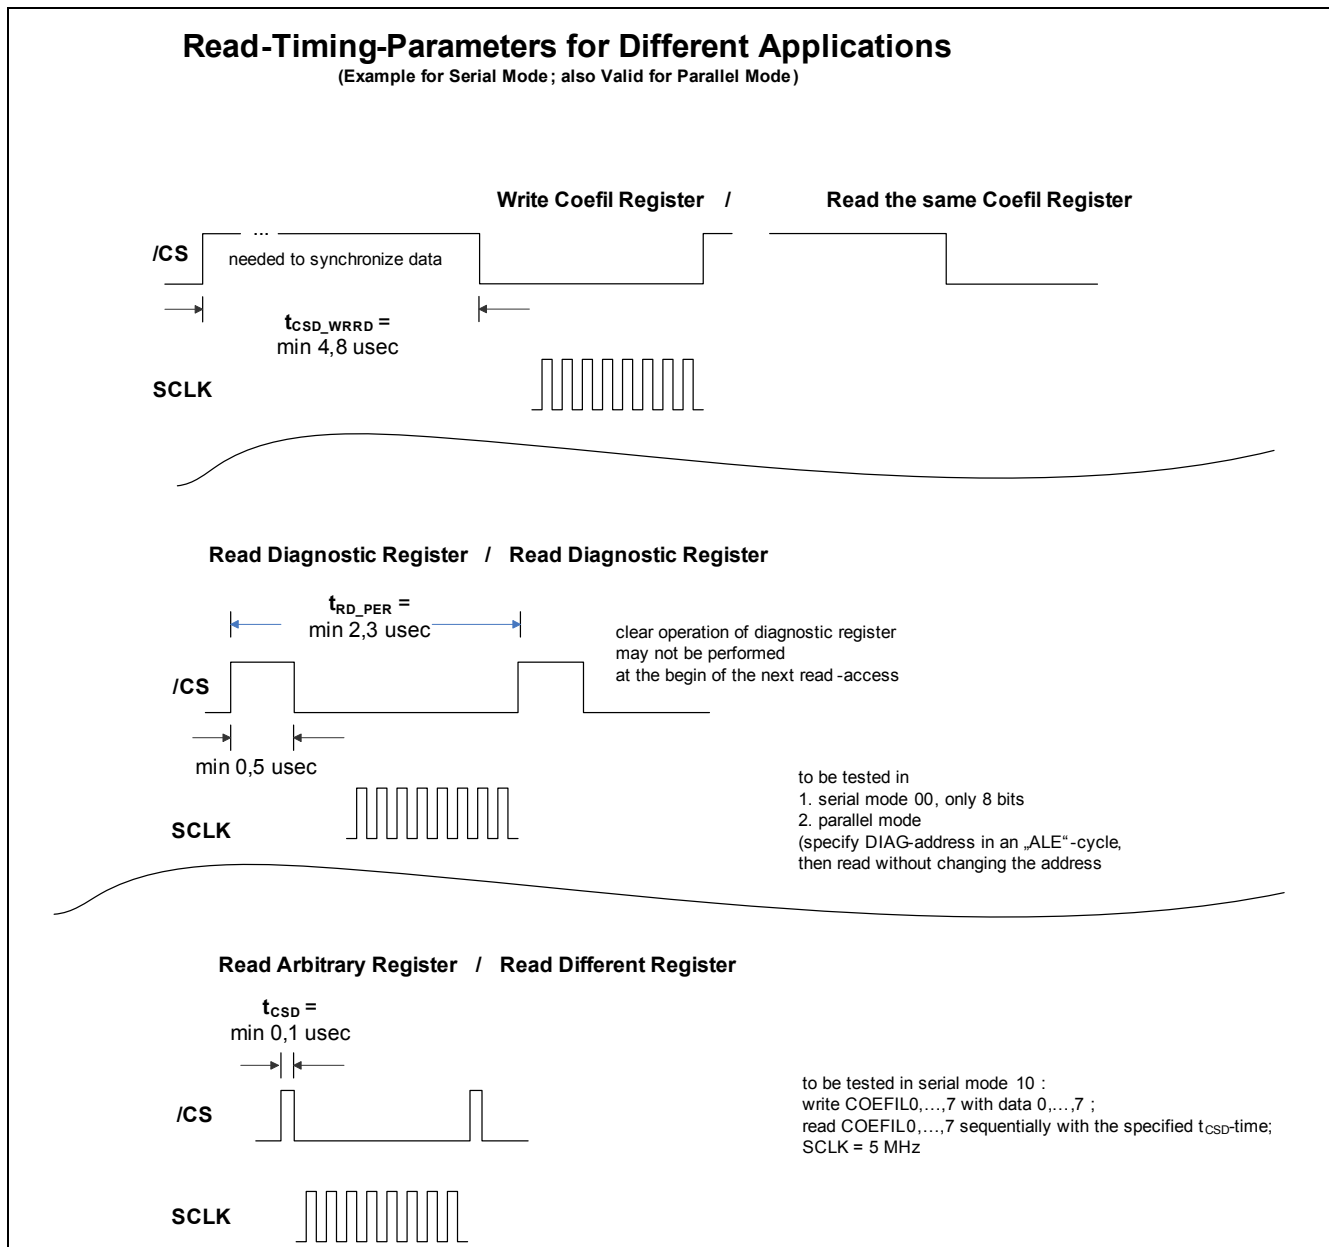 Read-Timing-Parameters for Different Applications
(Example for Serial Mode; also Valid for Parallel Mode)
Write Coefil Register / Read the same Coefil Register
/CS
...
needed to synchronize data
tCSD_WRRD =
min 4,8 usec
SCLK
Read Diagnostic Register / Read Diagnostic Register
tRD_PER =
min 2,3 usec
clear operation of diagnostic register
may not be performed
at the begin of the next read-access
/CS
min 0,5 usec
SCLK
to be tested in
1. serial mode 00, only 8 bits
2. parallel mode
(specify DIAG-address in an „ALE“-cycle,
then read without changing the address
Read Arbitrary Register / Read Different Register
tCSD =
min 0,1 usec
/CS
SCLK
to be tested in serial mode 10 :
write COEFIL0,...,7 with data 0,...,7 ;
read COEFIL0,...,7 sequentially with the specified tCSD-time;
SCLK = 5 MHz